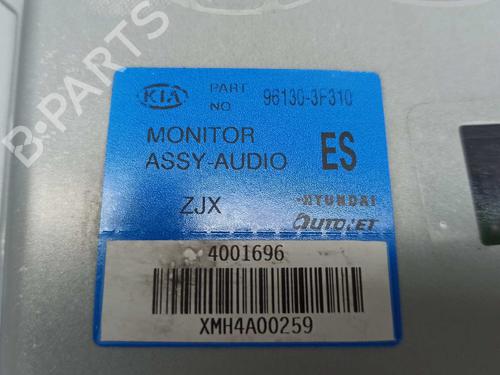 B-PARTS
KIA
PART NO
96130-3F310
MONITOR
ASSY-AUDIO
ES
ZJX
HYUNDAI
AUTONET
4001696
XMH4A00259